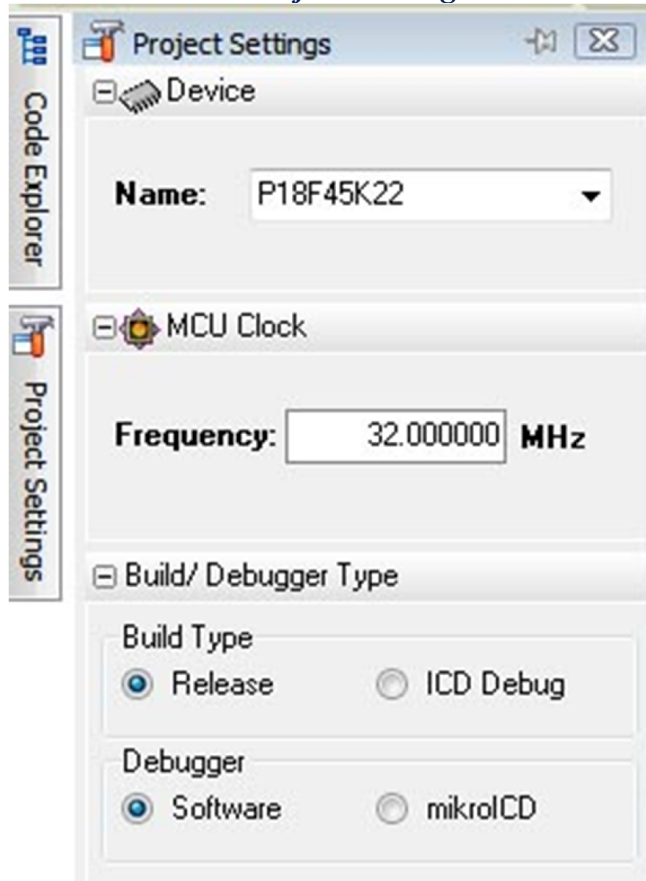 Project Settings
Code Explorer
Project Settings
Device
Name: P18F45K22
MCU Clock
Frequency: 32.000000 MHz
Build/ Debugger Type
Build Type
Release ICD Debug
Debugger
Software mikroICD